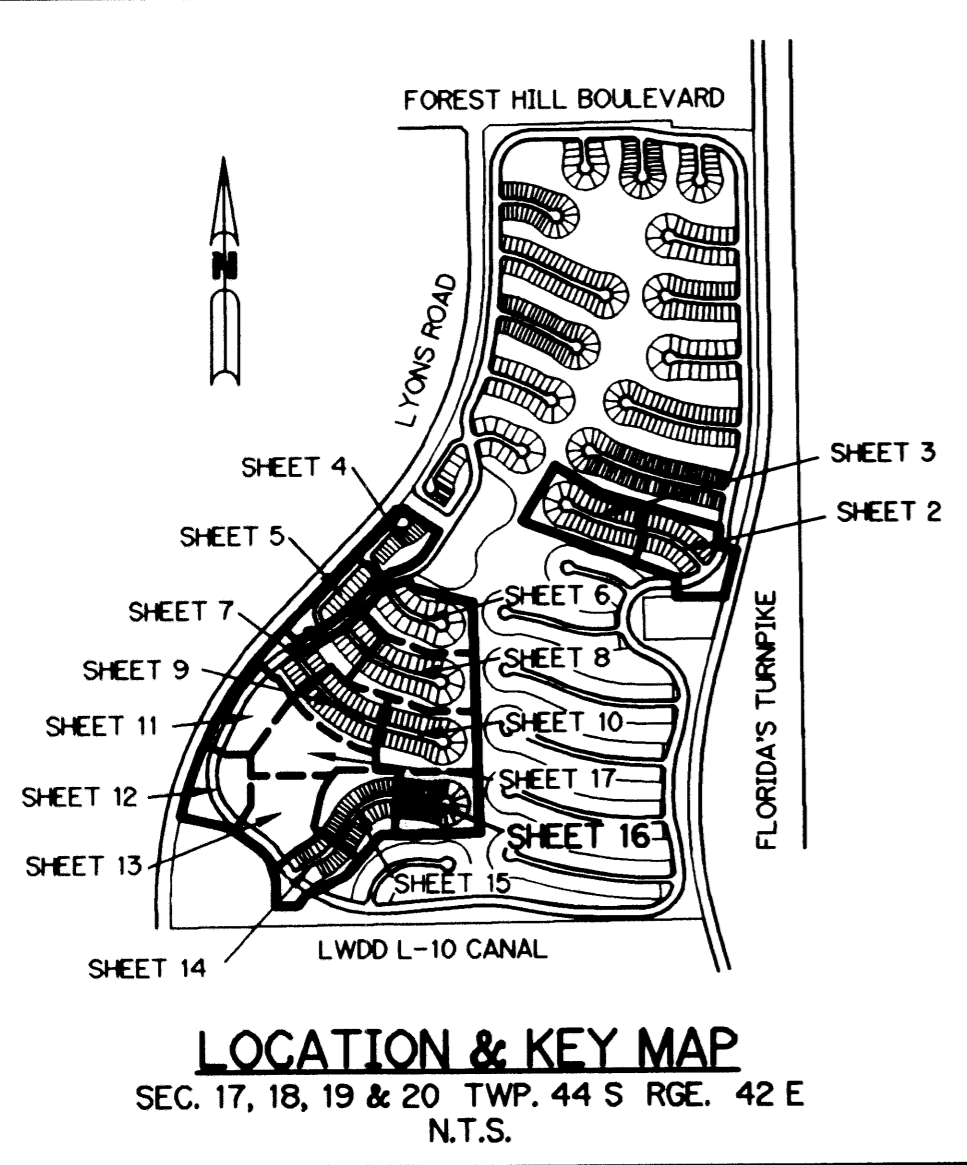 FOREST HILL BOULEVARD
N
LYONS ROAD
SHEET 3
SHEET 4
SHEET 2
SHEET 5
SHEET 6
SHEET 7
SHEET 8
SHEET 9
SHEET 10
SHEET 11
SHEET 17
SHEET 12
SHEET 16
SHEET 13
SHEET 15
SHEET 14
FLORIDA'S TURNPIKE
LWDD L-10 CANAL
LOCATION & KEY MAP
SEC. 17, 18, 19 & 20 TWP. 44 S RGE. 42 E
N.T.S.